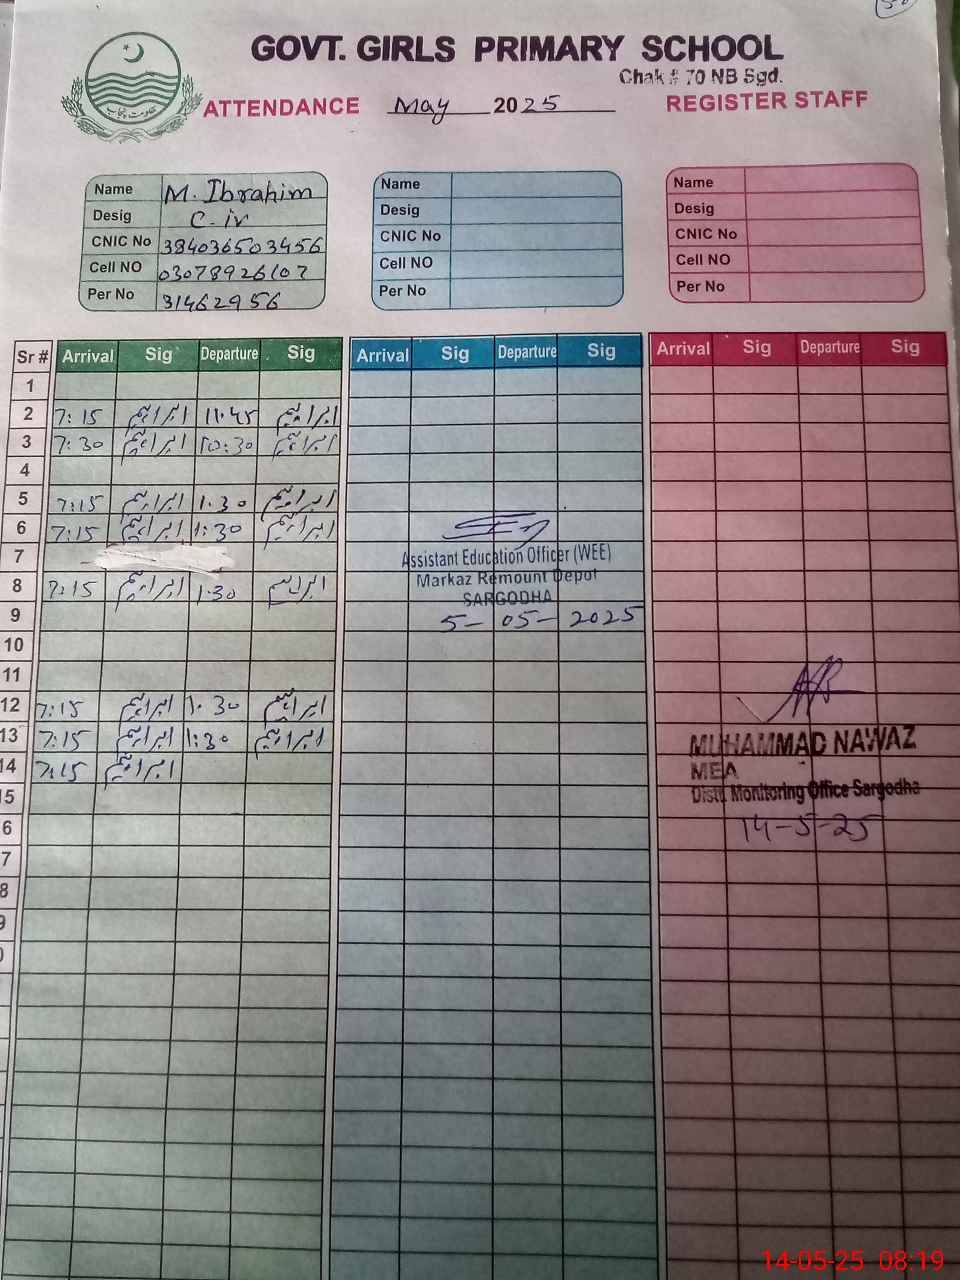 GOVT. GIRLS PRIMARY SCHOOL
Chak # 70 NB Sgd.
ATTENDANCE May 2025 REGISTER STAFF
Name M. Ibrahim
Desig C-iv
CNIC No 384036503456
Cell NO 03078926107
Per No 31462956
Name
Desig
CNIC No
Cell NO
Per No
Name
Desig
CNIC No
Cell NO
Per No
Sr # Arrival Sig Departure Sig Arrival Sig Departure Sig Arrival Sig Departure Sig
1
2 7:15 ابراہیم 11:45 ابراہیم
3 7:30 ابراہیم 10:30 ابراہیم
4
5 7:15 ابراہیم 1:30 ابراہیم
6 7:15 ابراہیم 1:30 ابراہیم
7
8 7:15 ابراہیم 1:30 ابراہیم
9
10
11
12 7:15 ابراہیم 1:30 ابراہیم
13 7:15 ابراہیم 1:30 ابراہیم
14 7:15 ابراہیم
15
6
7
8
9
0
Assistant Education Officer (WEE)
Markaz Remount Depot
SARGODHA
5-05-2025
MUHAMMAD NAWAZ
MEA
Distt. Monitoring Office Sargodha
14-5-25
14-05-25 08:19